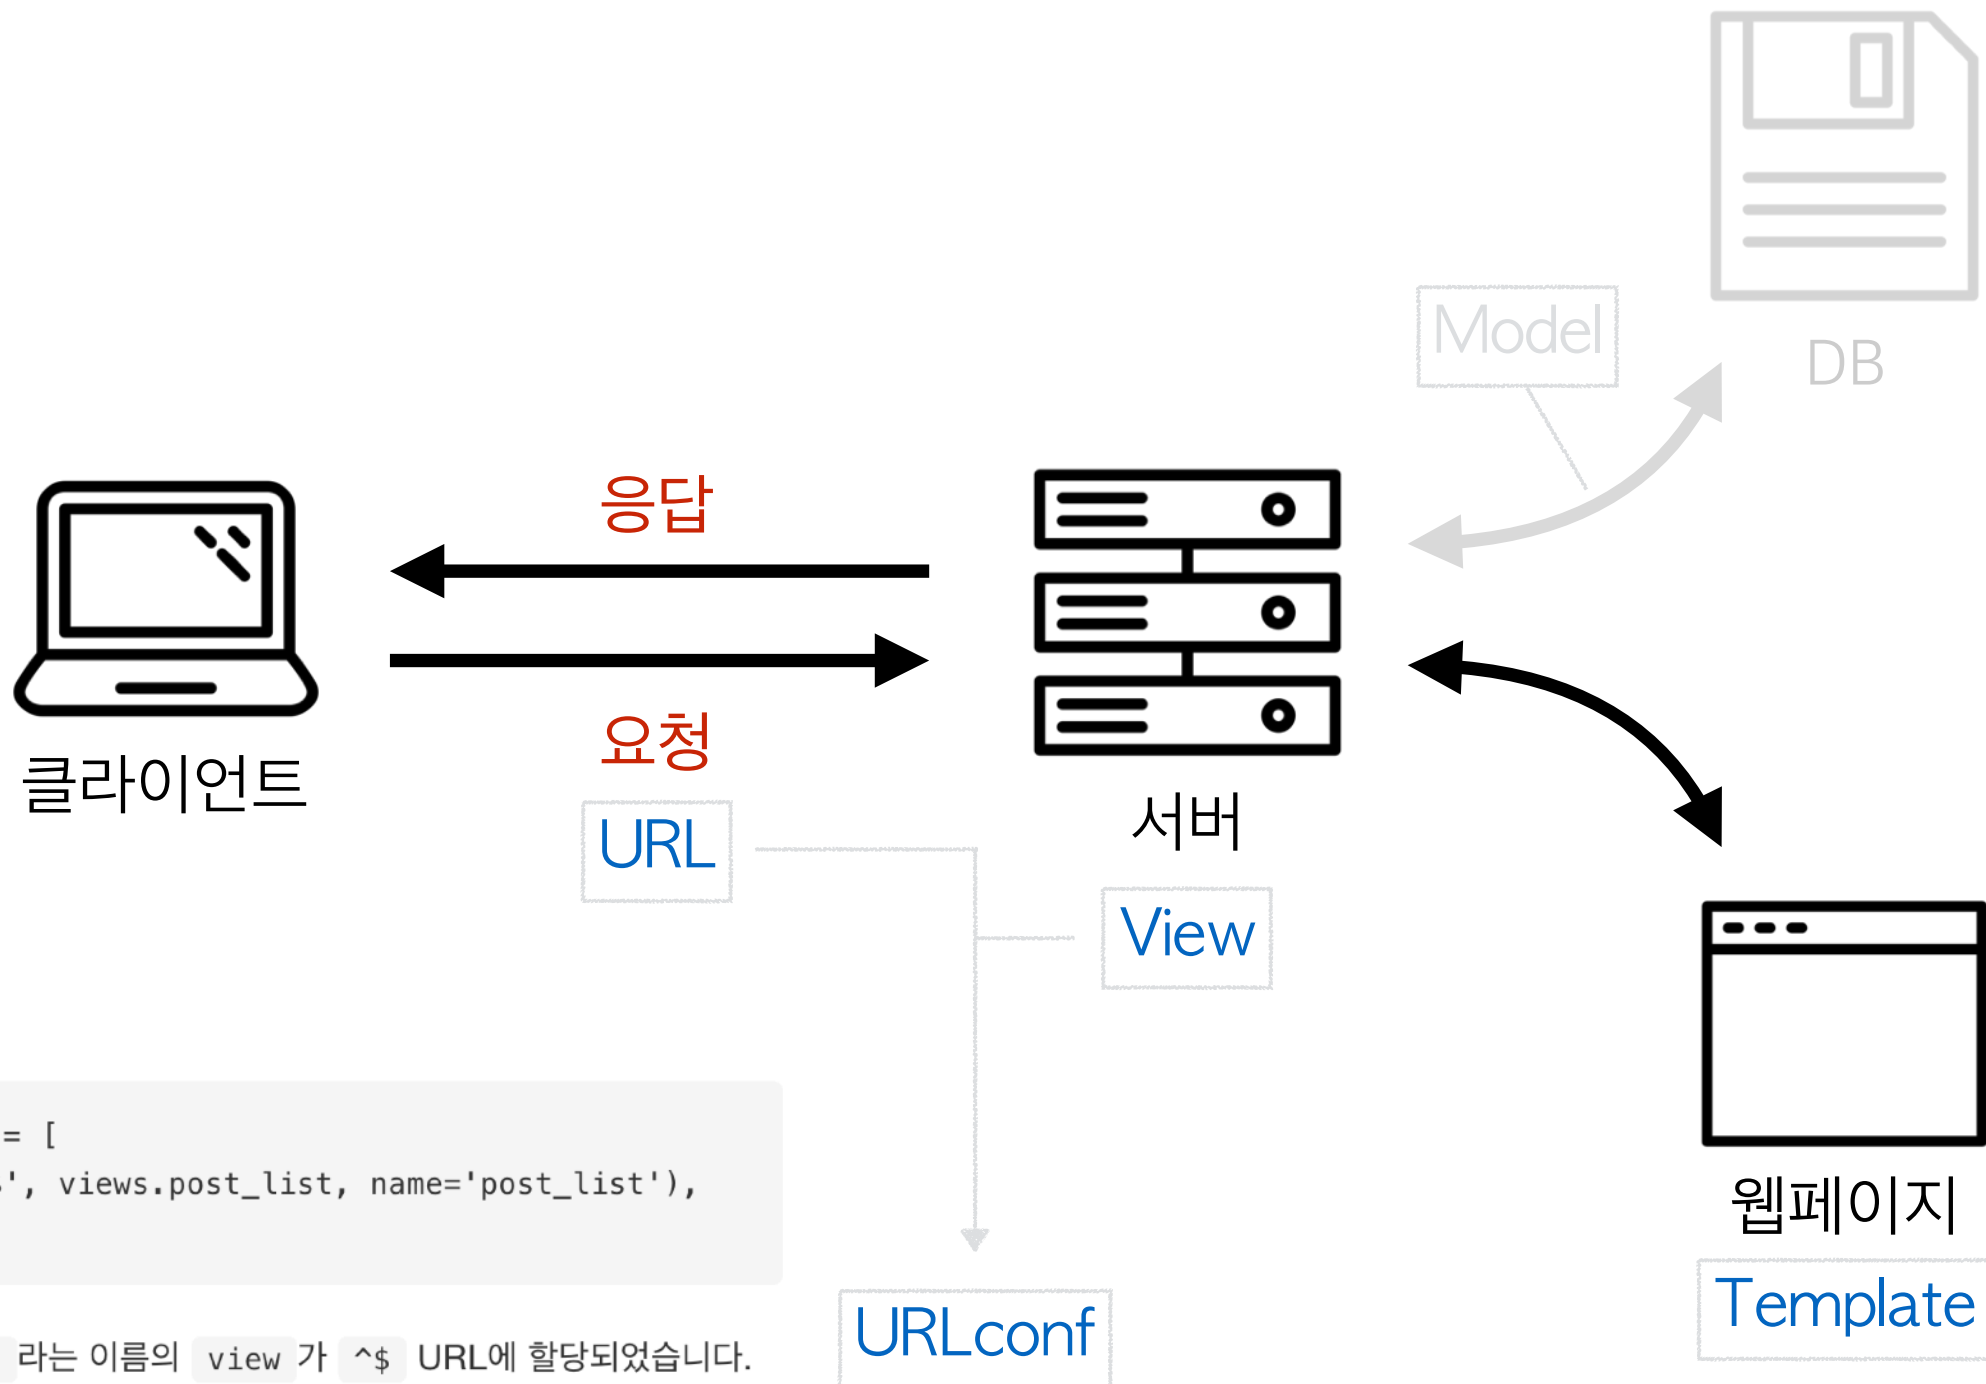 DB
Model
응답
요청
클라이언트
서버
URL
View
웹페이지
Template
URLconf
= [
', views.post_list, name='post_list'),
라는 이름의 view 가 ^$ URL에 할당되었습니다.